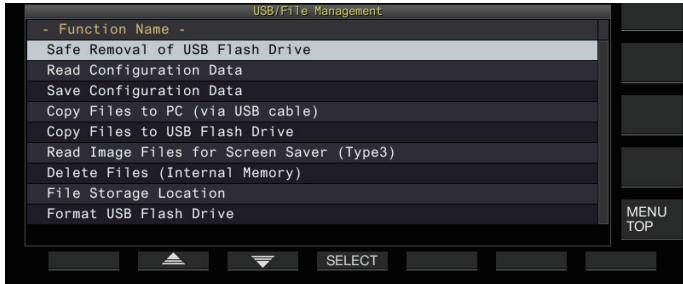 USB/File Management
- Function Name -
Safe Removal of USB Flash Drive
Read Configuration Data
Save Configuration Data
Copy Files to PC (via USB cable)
Copy Files to USB Flash Drive
Read Image Files for Screen Saver (Type3)
Delete Files (Internal Memory)
File Storage Location
Format USB Flash Drive
MENU
TOP
SELECT